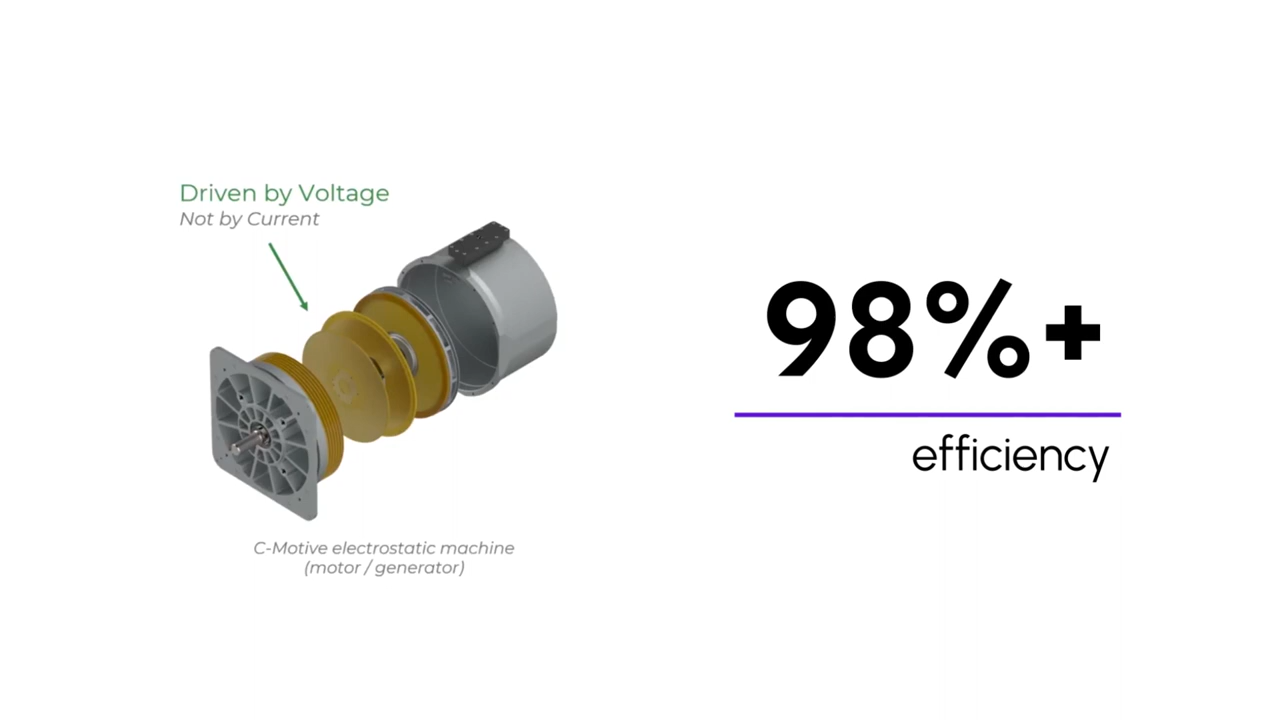 Driven by Voltage
Not by Current
C-Motive electrostatic machine
(motor / generator)
98%+
efficiency